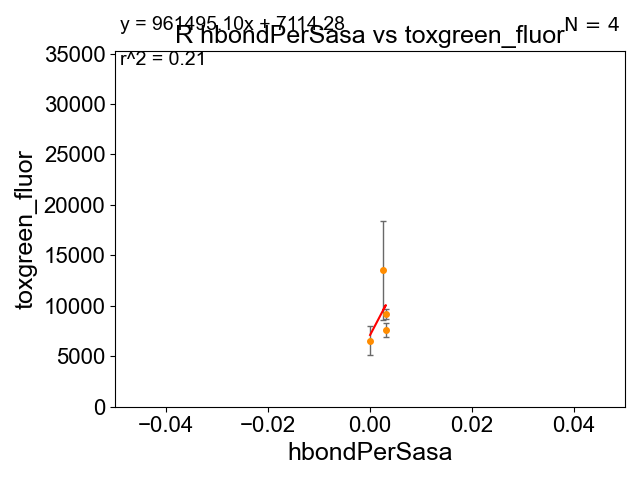 y = 961495.10x + 7114.28
N = 4
R hbondPerSasa vs toxgreen_fluor
r^2 = 0.21
35000
30000
25000
20000
15000
10000
5000
0
toxgreen_fluor
−0.04
−0.02
0.00
0.02
0.04
hbondPerSasa